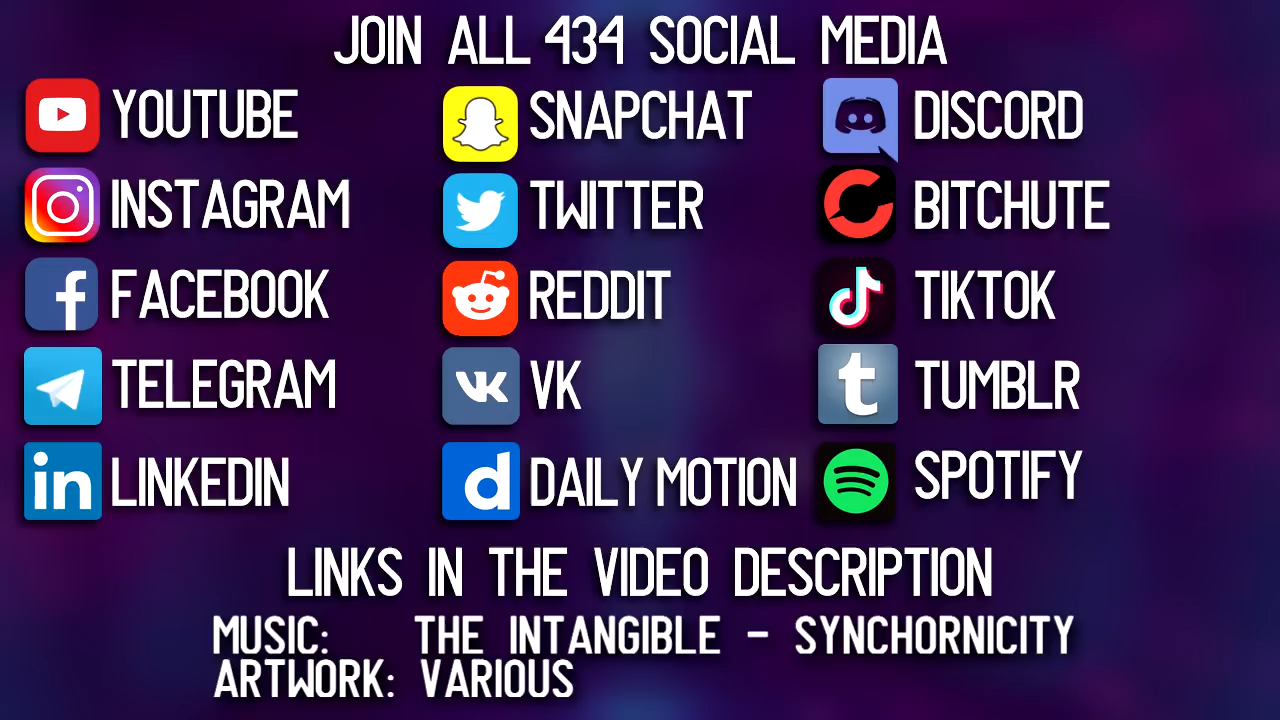 JOIN ALL 434 SOCIAL MEDIA
YOUTUBE SNAPCHAT DISCORD
INSTAGRAM TWITTER BITCHUTE
FACEBOOK REDDIT TIKTOK
TELEGRAM VK TUMBLR
LINKEDIN DAILY MOTION SPOTIFY
LINKS IN THE VIDEO DESCRIPTION
MUSIC: THE INTANGIBLE - SYNCHORNICITY
ARTWORK: VARIOUS